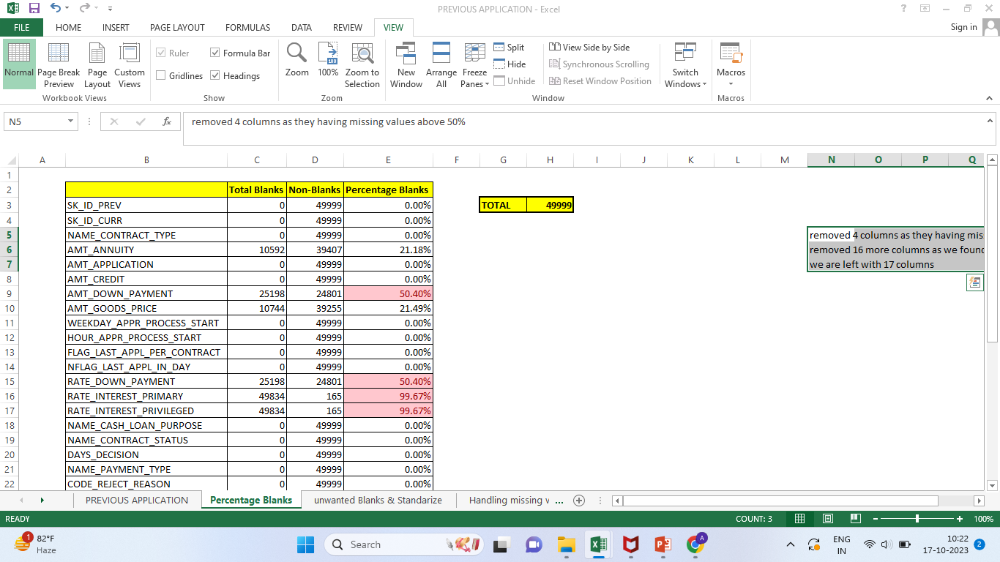 PREVIOUS APPLICATION - Excel
FILE HOME INSERT PAGE LAYOUT FORMULAS DATA REVIEW VIEW Sign in
Normal Page Break Preview Page Layout Custom Views
Workbook Views
Ruler Formula Bar
Gridlines Headings
Show
Zoom 100% Zoom to Selection
Zoom
New Window Arrange All Freeze Panes
Split
Hide
Unhide
View Side by Side
Synchronous Scrolling
Reset Window Position
Window
Switch Windows
Macros
Macros
N5 fx removed 4 columns as they having missing values above 50%
A B C D E F G H I J K L M N O P Q
1
2 Total Blanks Non-Blanks Percentage Blanks
3 SK_ID_PREV 0 49999 0.00% TOTAL 49999
4 SK_ID_CURR 0 49999 0.00%
5 NAME_CONTRACT_TYPE 0 49999 0.00% removed 4 columns as they having mis
6 AMT_ANNUITY 10592 39407 21.18% removed 16 more columns as we found
7 AMT_APPLICATION 0 49999 0.00% we are left with 17 columns
8 AMT_CREDIT 0 49999 0.00%
9 AMT_DOWN_PAYMENT 25198 24801 50.40%
10 AMT_GOODS_PRICE 10744 39255 21.49%
11 WEEKDAY_APPR_PROCESS_START 0 49999 0.00%
12 HOUR_APPR_PROCESS_START 0 49999 0.00%
13 FLAG_LAST_APPL_PER_CONTRACT 0 49999 0.00%
14 NFLAG_LAST_APPL_IN_DAY 0 49999 0.00%
15 RATE_DOWN_PAYMENT 25198 24801 50.40%
16 RATE_INTEREST_PRIMARY 49834 165 99.67%
17 RATE_INTEREST_PRIVILEGED 49834 165 99.67%
18 NAME_CASH_LOAN_PURPOSE 0 49999 0.00%
19 NAME_CONTRACT_STATUS 0 49999 0.00%
20 DAYS_DECISION 0 49999 0.00%
21 NAME_PAYMENT_TYPE 0 49999 0.00%
22 CODE_REJECT_REASON 0 49999 0.00%
PREVIOUS APPLICATION Percentage Blanks unwanted Blanks & Standarize Handling missing v ...
READY COUNT: 3 100%
1 82°F
Haze
Search
ENG
IN
10:22
17-10-2023 2